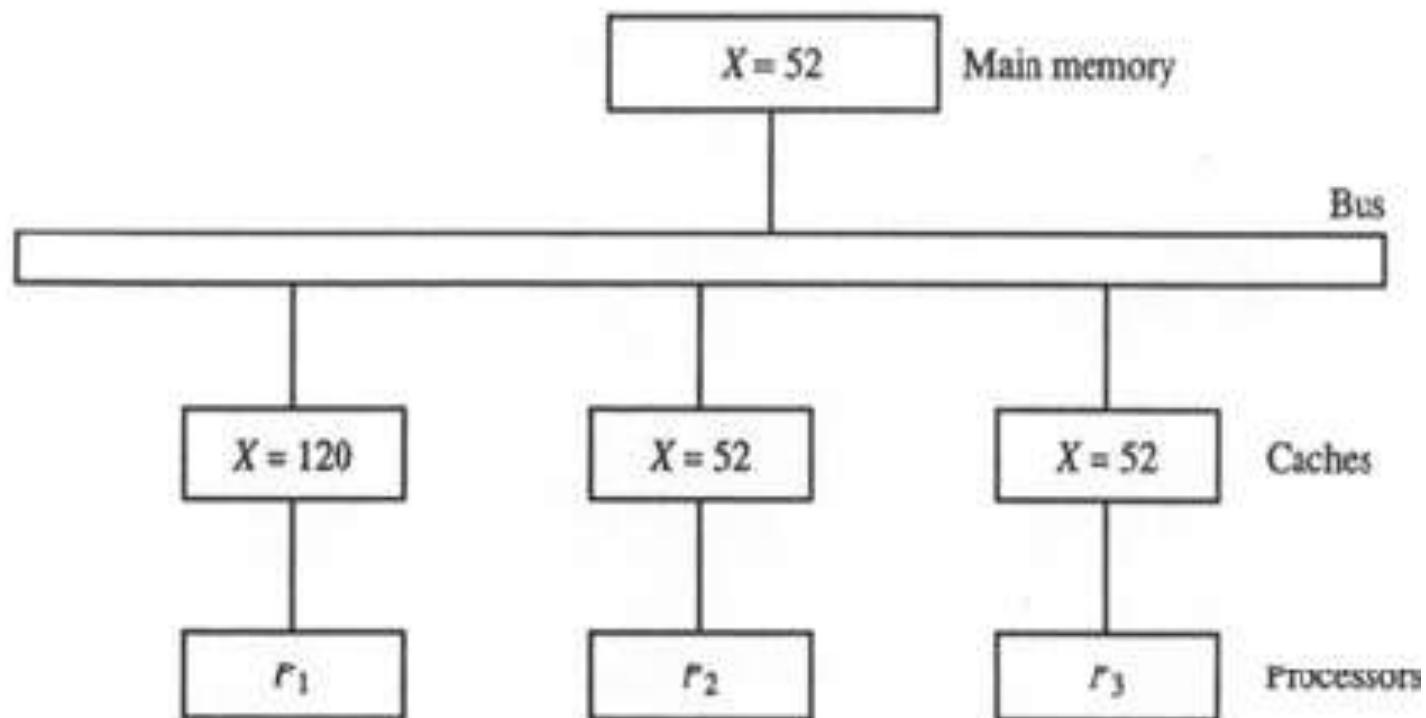 X = 52 Main memory
Bus
X = 120 X = 52 X = 52 Caches
P1 P2 P3 Processors